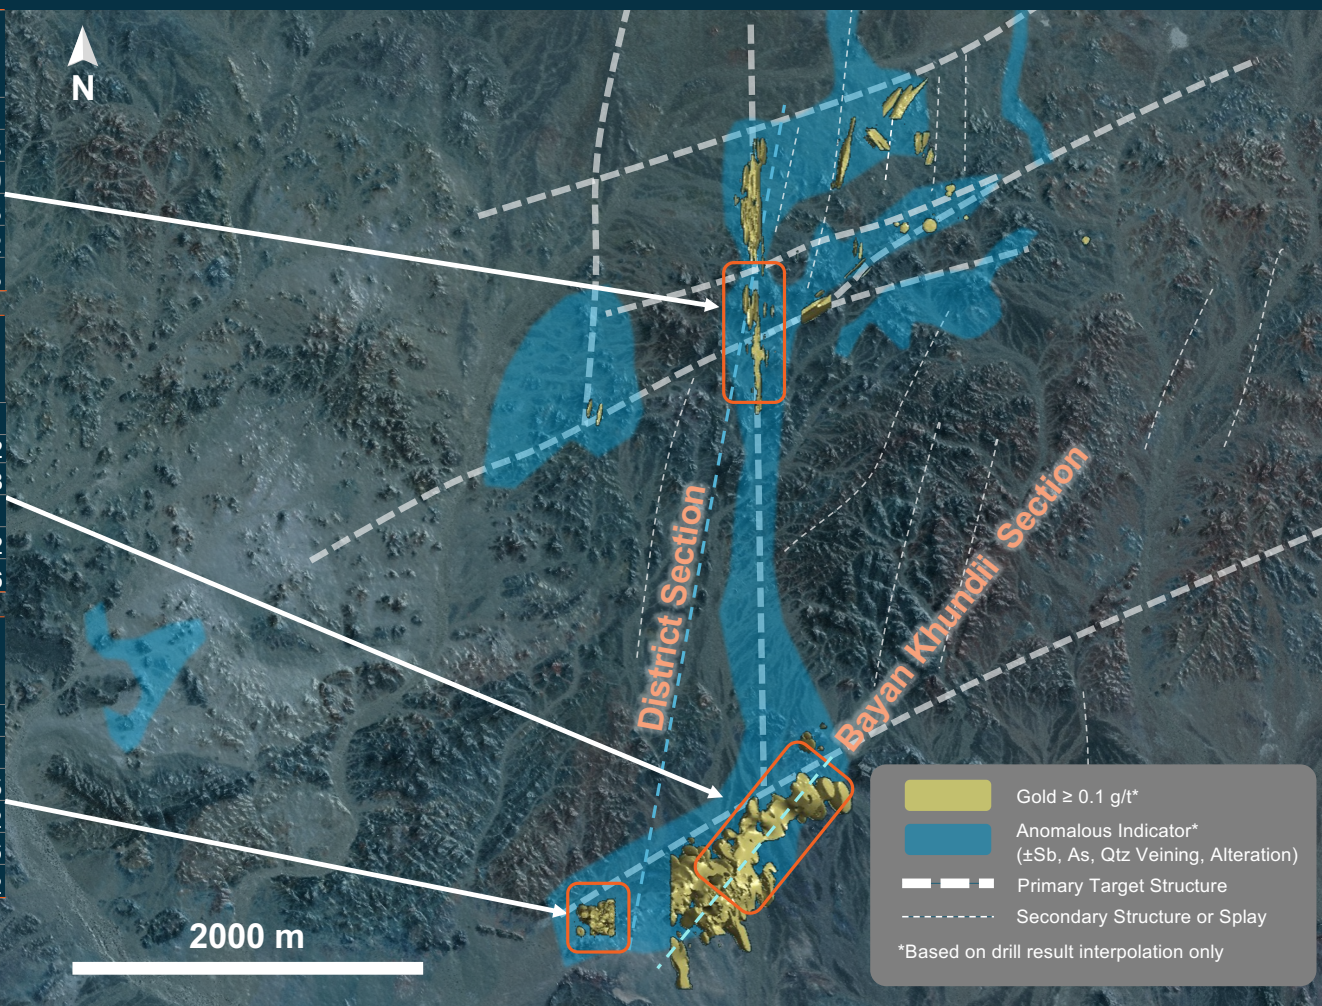 N
District Section
Bayan Khundii Section
2000 m
Gold ≥ 0.1 g/t*
Anomalous Indicator*
(±Sb, As, Qtz Veining, Alteration)
Primary Target Structure
Secondary Structure or Splay
*Based on drill result interpolation only